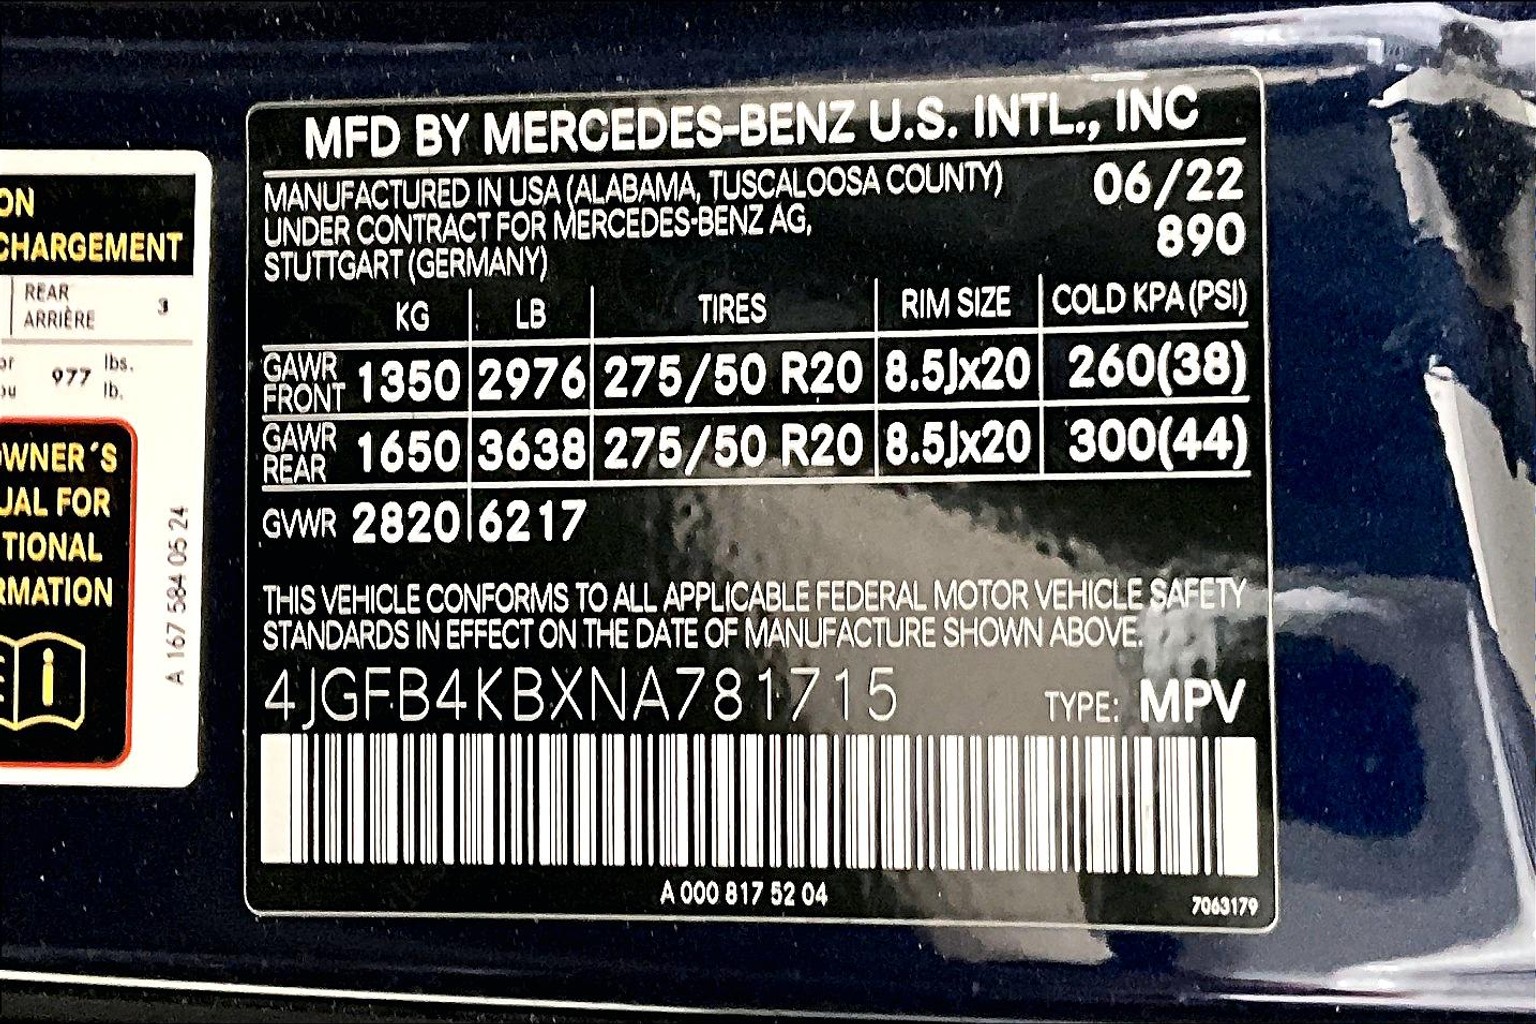 ON
CHARGEMENT
REAR
ARRIÈRE
3
977
lbs.
lb.
OWNER´S
UAL FOR
TIONAL
RMATION
A 167 584 05 24
MFD BY MERCEDES-BENZ U.S. INTL., INC
MANUFACTURED IN USA (ALABAMA, TUSCALOOSA COUNTY) 06/22
UNDER CONTRACT FOR MERCEDES-BENZ AG, 890
STUTTGART (GERMANY)
KG LB TIRES RIM SIZE COLD KPA (PSI)
GAWR FRONT 1350 2976 275/50 R20 8.5Jx20 260(38)
GAWR REAR 1650 3638 275/50 R20 8.5Jx20 300(44)
GVWR 2820 6217
THIS VEHICLE CONFORMS TO ALL APPLICABLE FEDERAL MOTOR VEHICLE SAFETY
STANDARDS IN EFFECT ON THE DATE OF MANUFACTURE SHOWN ABOVE.
4JGFB4KBXNA781715 TYPE: MPV
A 000 817 52 04
7063179